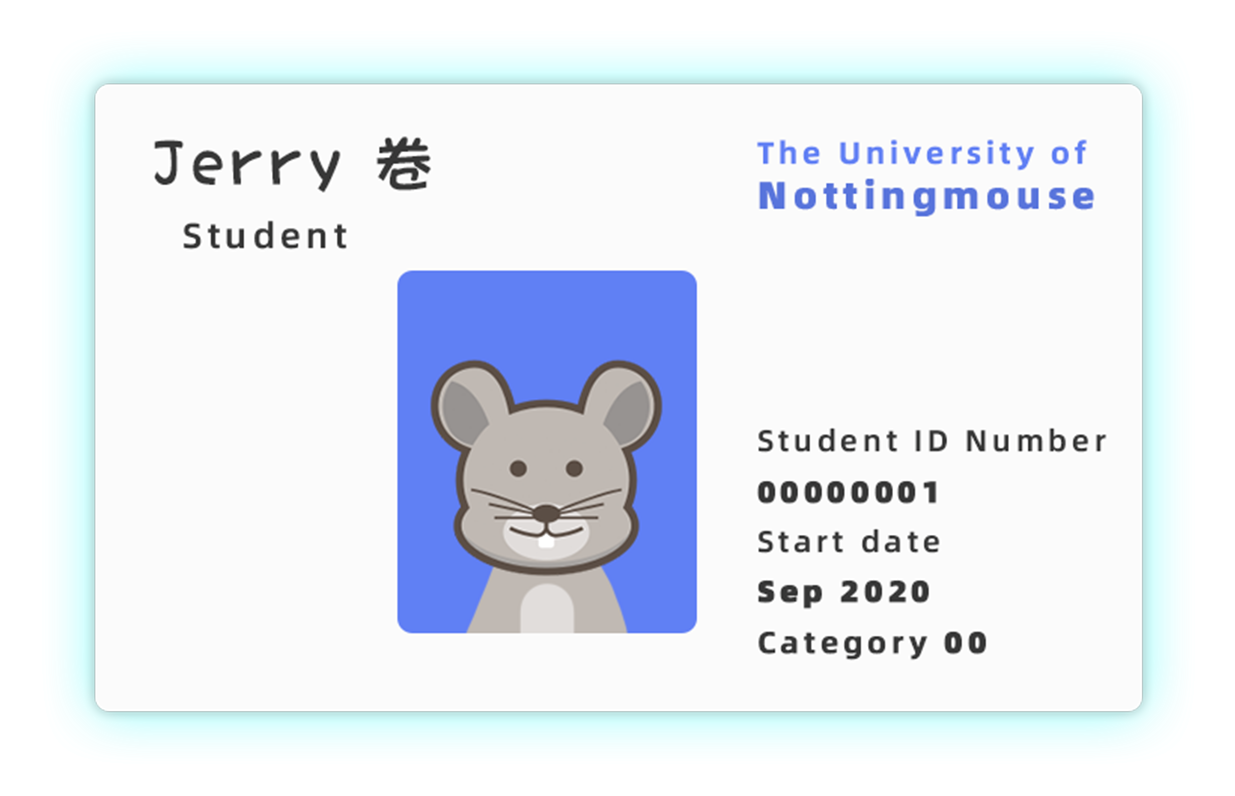 Jerry 卷
Student
The University of
Nottingmouse
Student ID Number
00000001
Start date
Sep 2020
Category 00